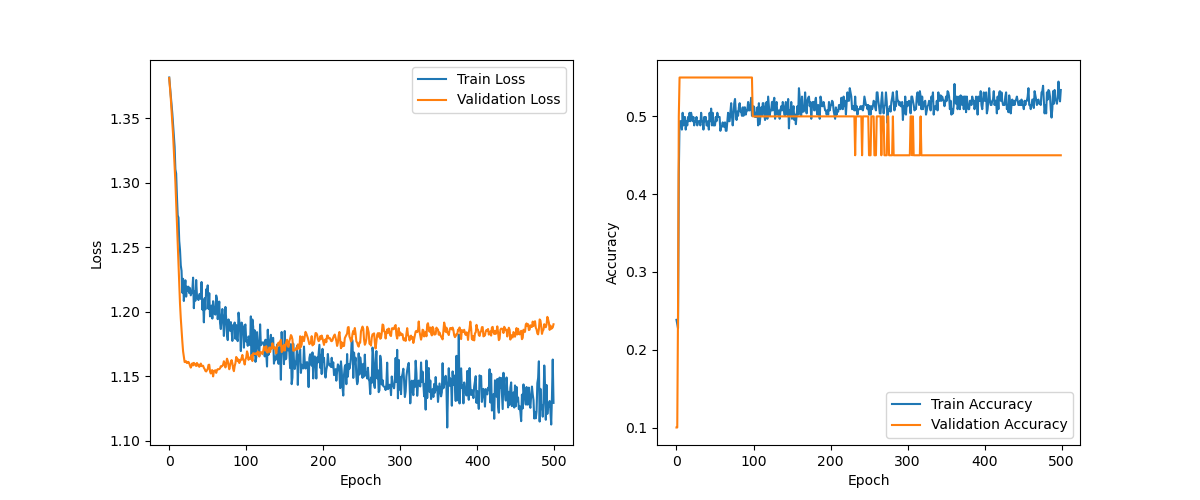 Train Loss
Validation Loss
1.35
1.30
1.25
1.20
1.15
1.10
Loss
0
100
200
300
400
500
Epoch
0.5
0.4
0.3
0.2
0.1
Accuracy
Train Accuracy
Validation Accuracy
0
100
200
300
400
500
Epoch